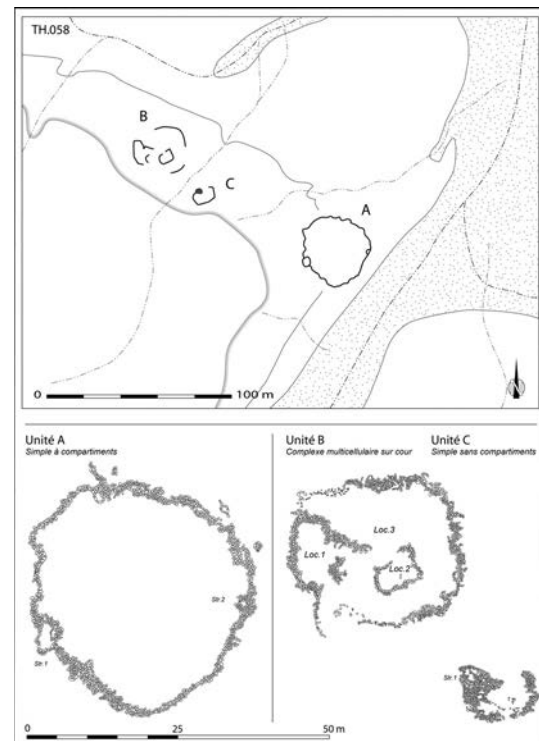 TH.058
B
C
A
0 100 m
N
Unité A
Simple à compartiments
Unité B
Complexe multicellulaire sur cour
Unité C
Simple sans compartiments
Loc.3
Loc.1
Loc.2
Str.2
Str.1
Str.1
0 25 50 m